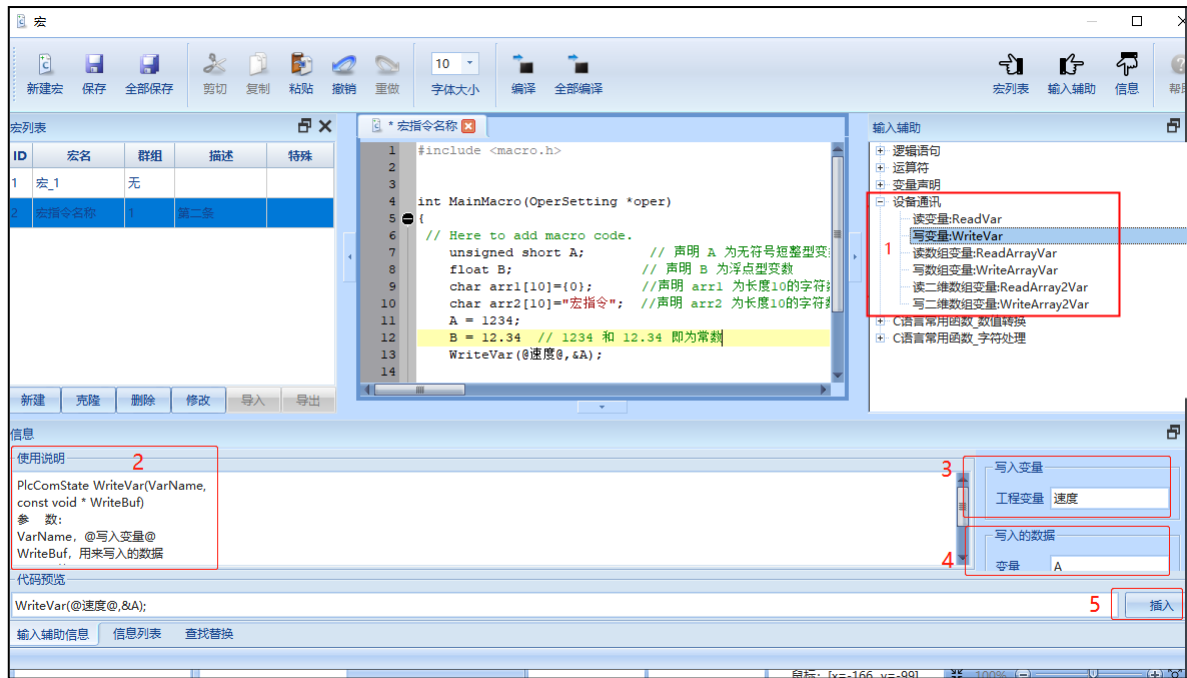 宏
新建宏 保存 全部保存 剪切 复制 粘贴 撤销 重做 10 字体大小 编译 全部编译 宏列表 输入辅助 信息
宏列表
ID 宏名 群组 描述 特殊
1 宏_1 无
2 宏指令名称 1 第二条
新建 克隆 删除 修改 导入 导出
* 宏指令名称
1 #include <macro.h>
2
3
4 int MainMacro(OperSetting *oper)
5 {
6 // Here to add macro code.
7 unsigned short A; // 声明 A 为无符号短整型变
8 float B; // 声明 B 为浮点型变数
9 char arr1[10]={0}; //声明 arr1 为长度10的字符
10 char arr2[10]="宏指令"; //声明 arr2 为长度10的字符
11 A = 1234;
12 B = 12.34 // 1234 和 12.34 即为常数
13 WriteVar(@速度@,&A);
14
输入辅助
逻辑语句
运算符
变量声明
设备通讯
读变量:ReadVar
写变量:WriteVar
1
读数组变量:ReadArrayVar
写数组变量:WriteArrayVar
读二维数组变量:ReadArray2Var
写二维数组变量:WriteArray2Var
C语言常用函数_数值转换
C语言常用函数_字符处理
信息
使用说明
2
PlcComState WriteVar(VarName,
const void * WriteBuf)
参 数:
VarName，@写入变量@
WriteBuf，用来写入的数据
3
写入变量
工程变量 速度
写入的数据
4
变量 A
代码预览
WriteVar(@速度@,&A);
5
插入
输入辅助信息 信息列表 查找替换
鼠标: [x=-166 y=-99] 100%